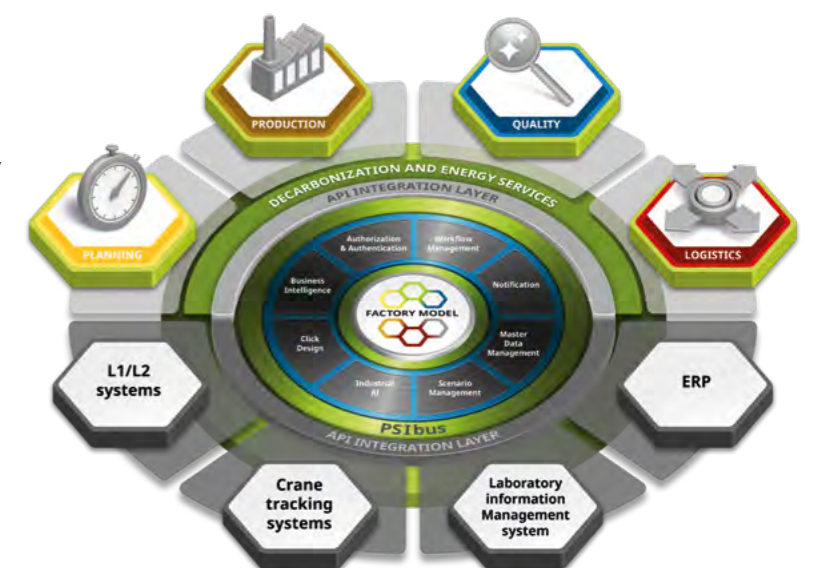 PRODUCTION
QUALITY
PLANNING
LOGISTICS
DECARBONIZATION AND ENERGY SERVICES
API INTEGRATION LAYER
Authorization
& Authentication
Workflow
Management
Business
Intelligence
Notification
FACTORY MODEL
Click
Design
Master
Data
Management
Industrial
AI
Scenario
Management
PSIbus
API INTEGRATION LAYER
L1/L2
systems
ERP
Crane
tracking
systems
Laboratory
information
Management
system